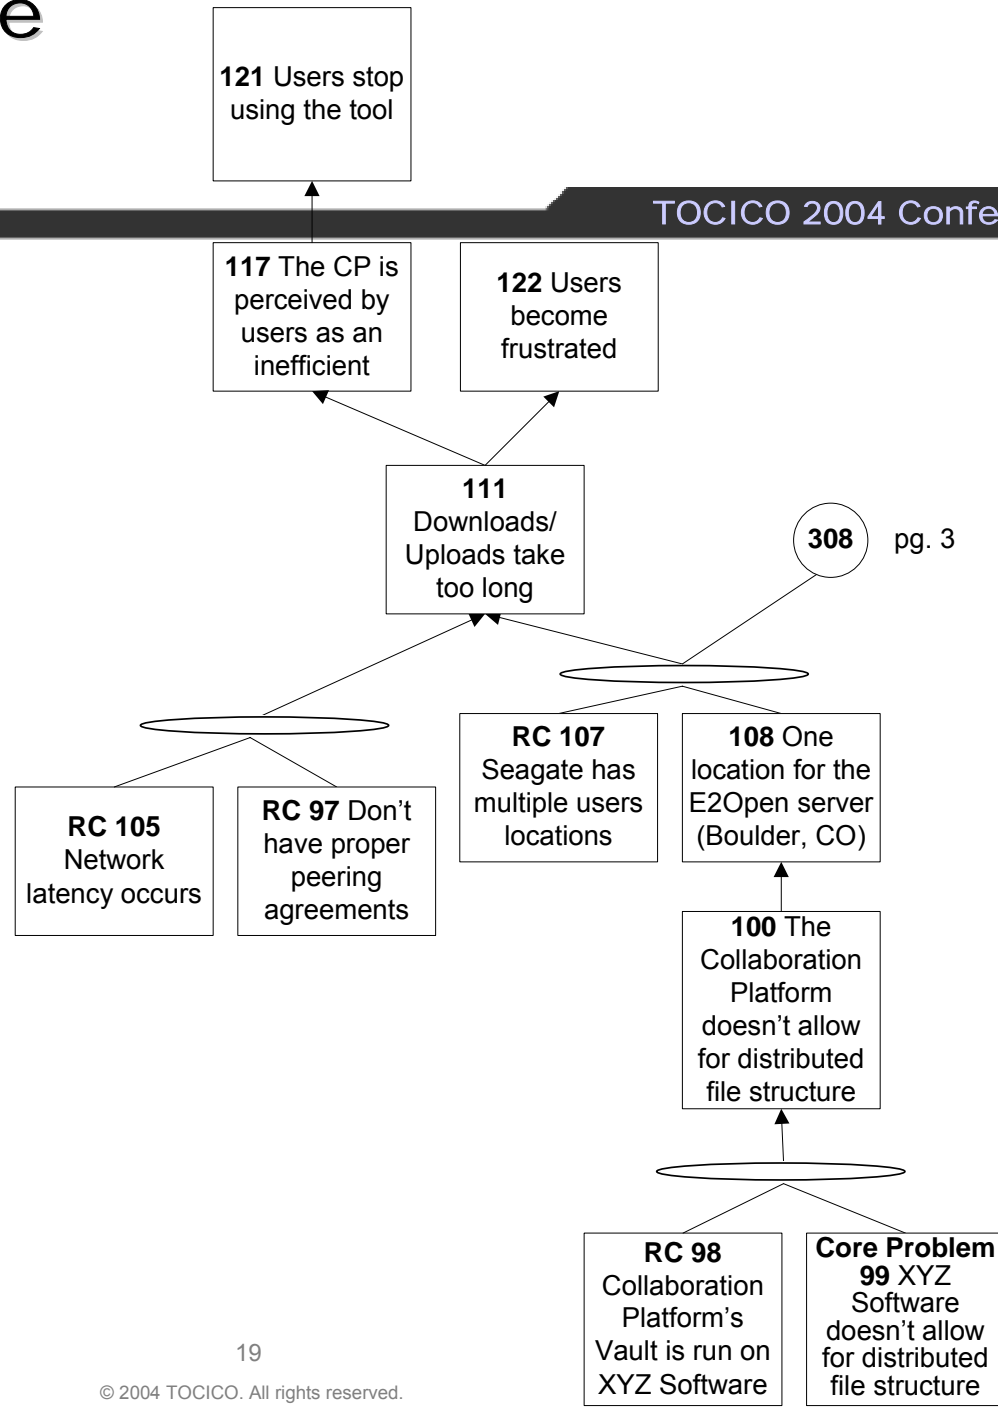 e
121 Users stop
using the tool
TOCICO 2004 Confe
117 The CP is
perceived by
users as an
inefficient
122 Users
become
frustrated
111
Downloads/
Uploads take
too long
308
pg. 3
RC 105
Network
latency occurs
RC 97 Don’t
have proper
peering
agreements
RC 107
Seagate has
multiple users
locations
108 One
location for the
E2Open server
(Boulder, CO)
100 The
Collaboration
Platform
doesn’t allow
for distributed
file structure
RC 98
Collaboration
Platform’s
Vault is run on
XYZ Software
Core Problem
99 XYZ
Software
doesn’t allow
for distributed
file structure
19
© 2004 TOCICO. All rights reserved.